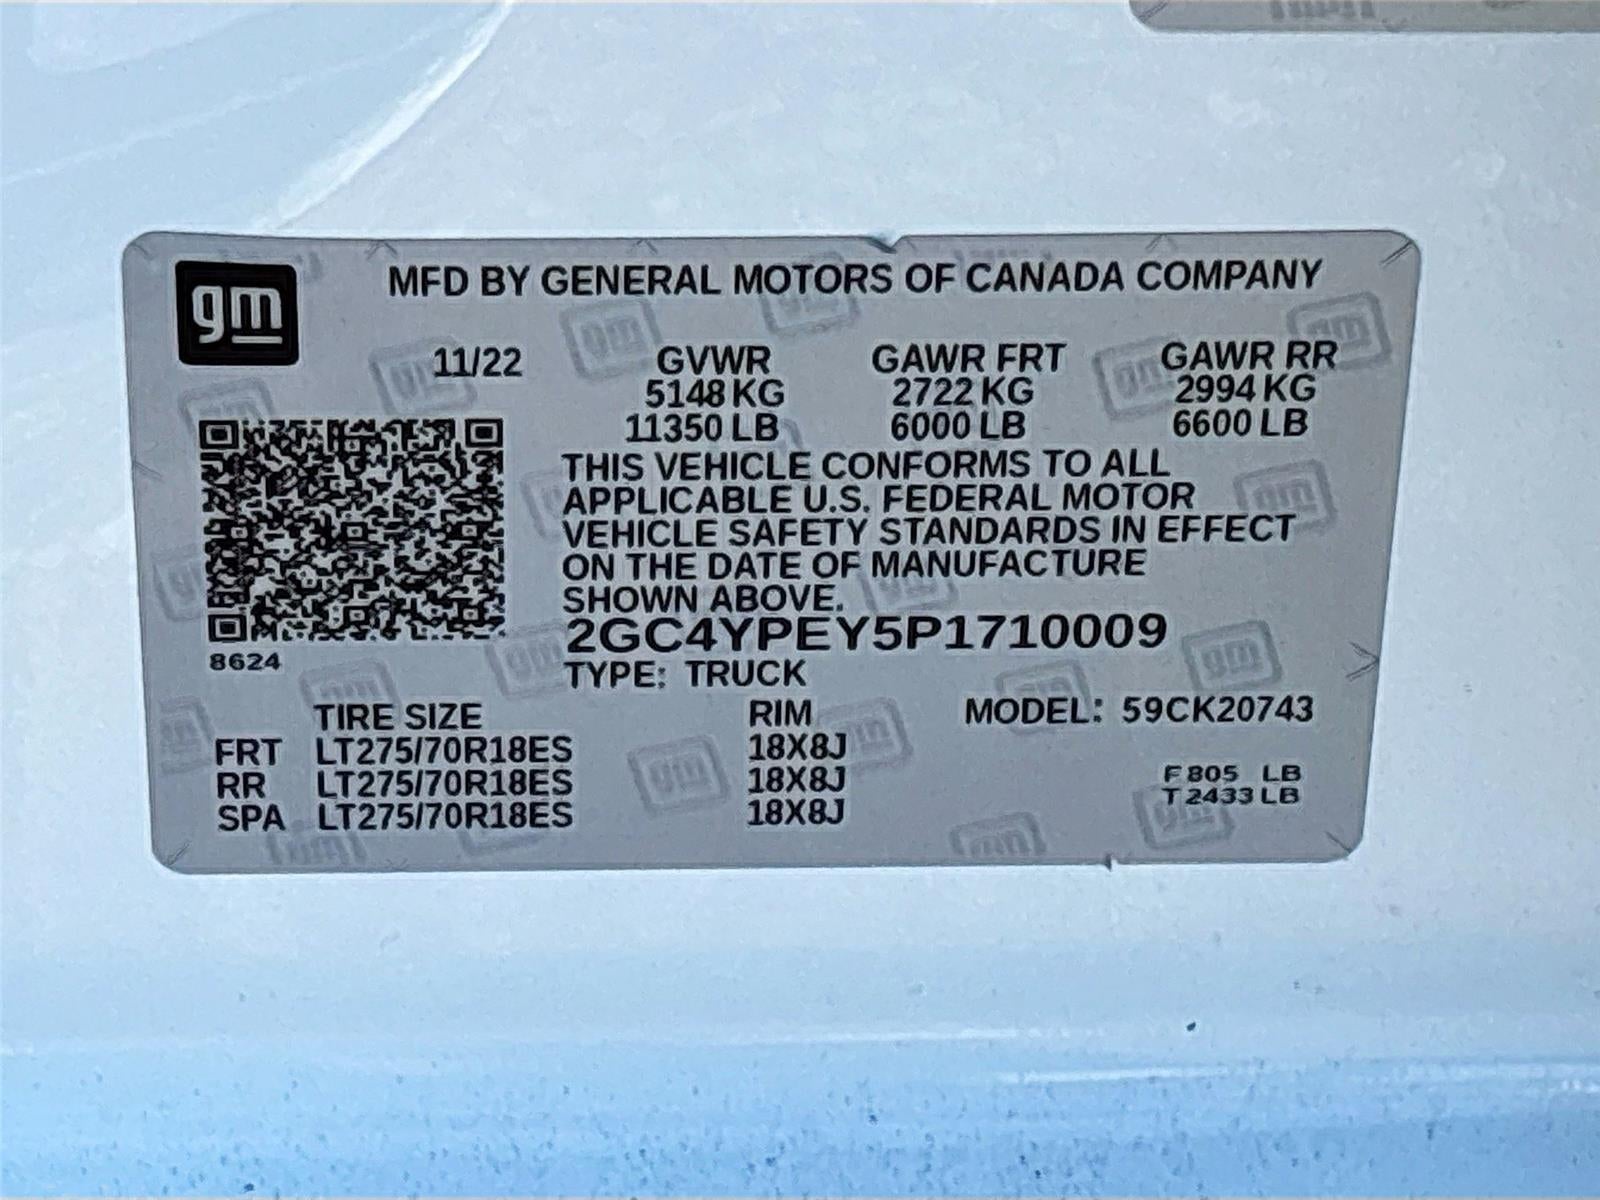 gm
MFD BY GENERAL MOTORS OF CANADA COMPANY
11/22 GVWR GAWR FRT GAWR RR
5148 KG 2722 KG 2994 KG
11350 LB 6000 LB 6600 LB
THIS VEHICLE CONFORMS TO ALL
APPLICABLE U.S. FEDERAL MOTOR
VEHICLE SAFETY STANDARDS IN EFFECT
ON THE DATE OF MANUFACTURE
SHOWN ABOVE.
2GC4YPEY5P1710009
8624
TYPE: TRUCK
TIRE SIZE RIM MODEL: 59CK20743
FRT LT275/70R18ES 18X8J
RR LT275/70R18ES 18X8J
SPA LT275/70R18ES 18X8J
F 805 LB
T 2433 LB